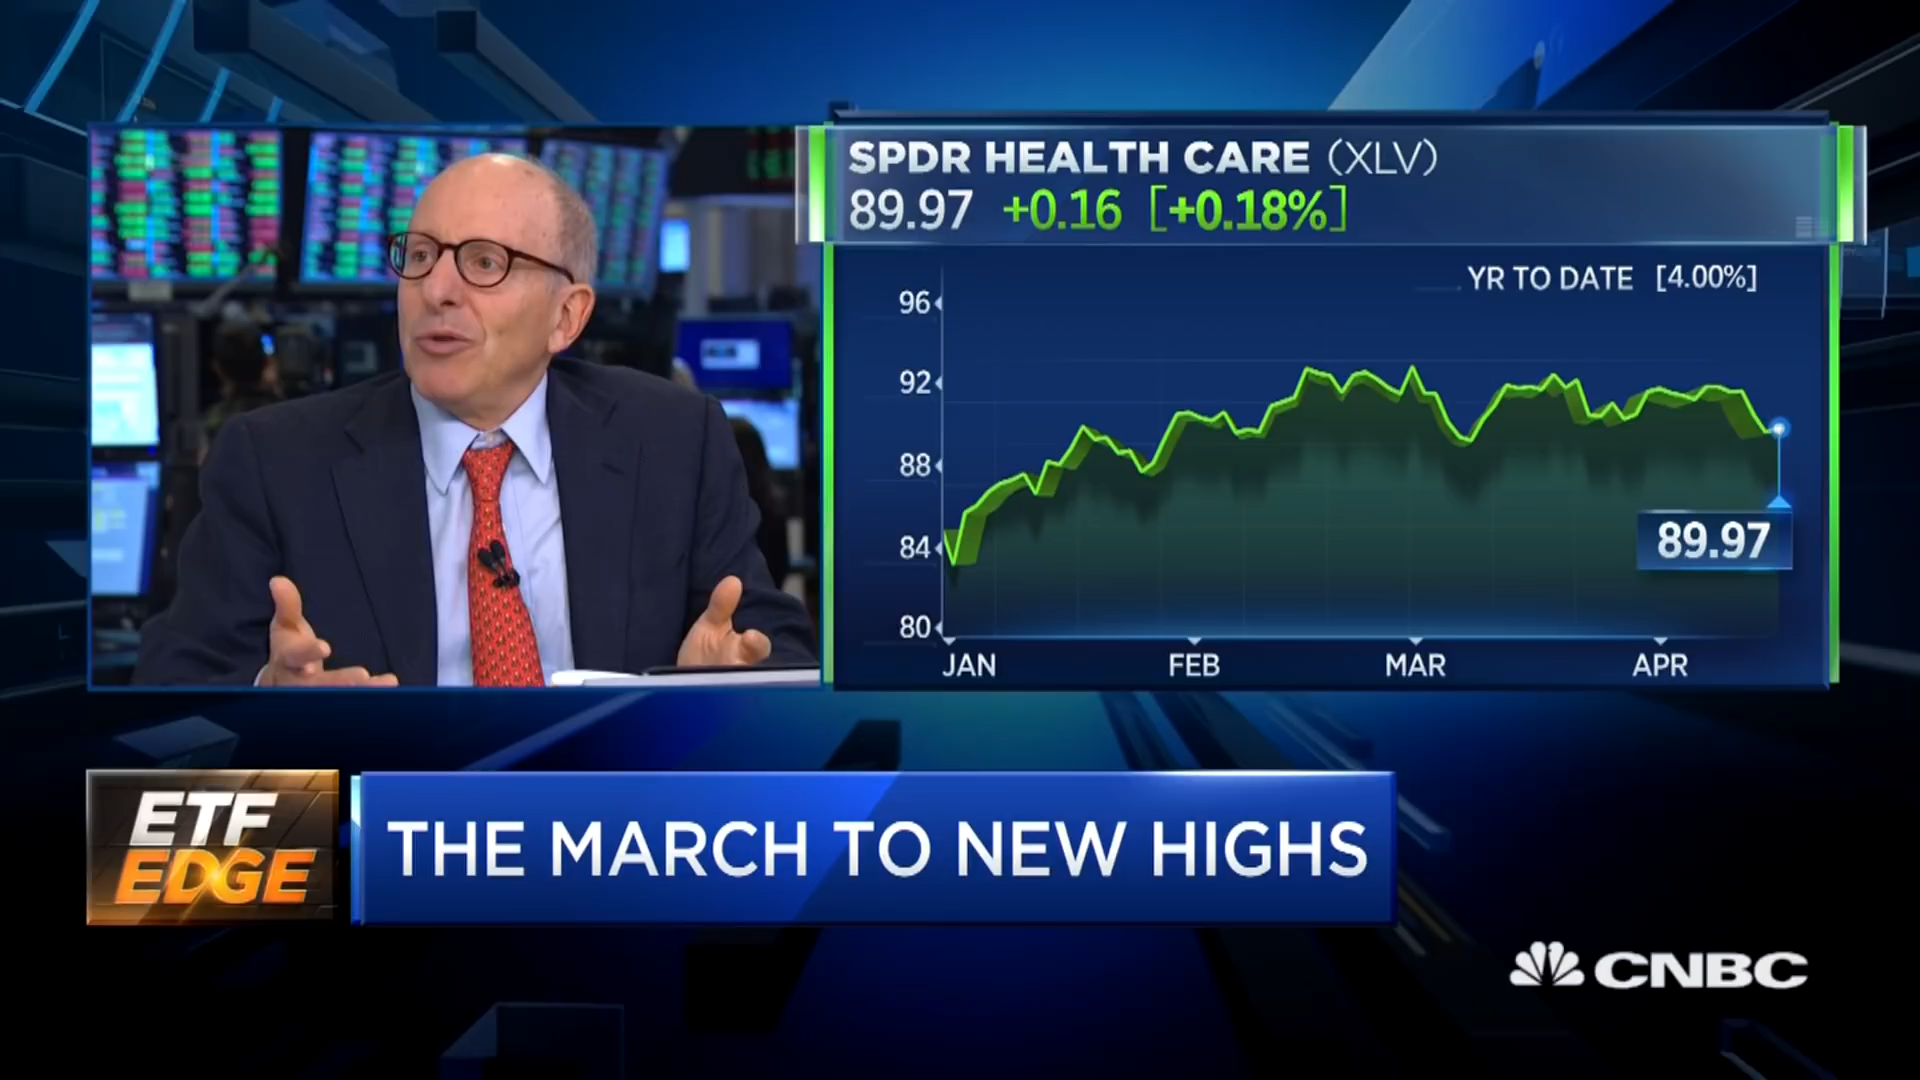 SPDR HEALTH CARE (XLV)
89.97 +0.16 [+0.18%]
YR TO DATE [4.00%]
96
92
88
84
80
JAN FEB MAR APR
89.97
ETF
EDGE
THE MARCH TO NEW HIGHS
CNBC